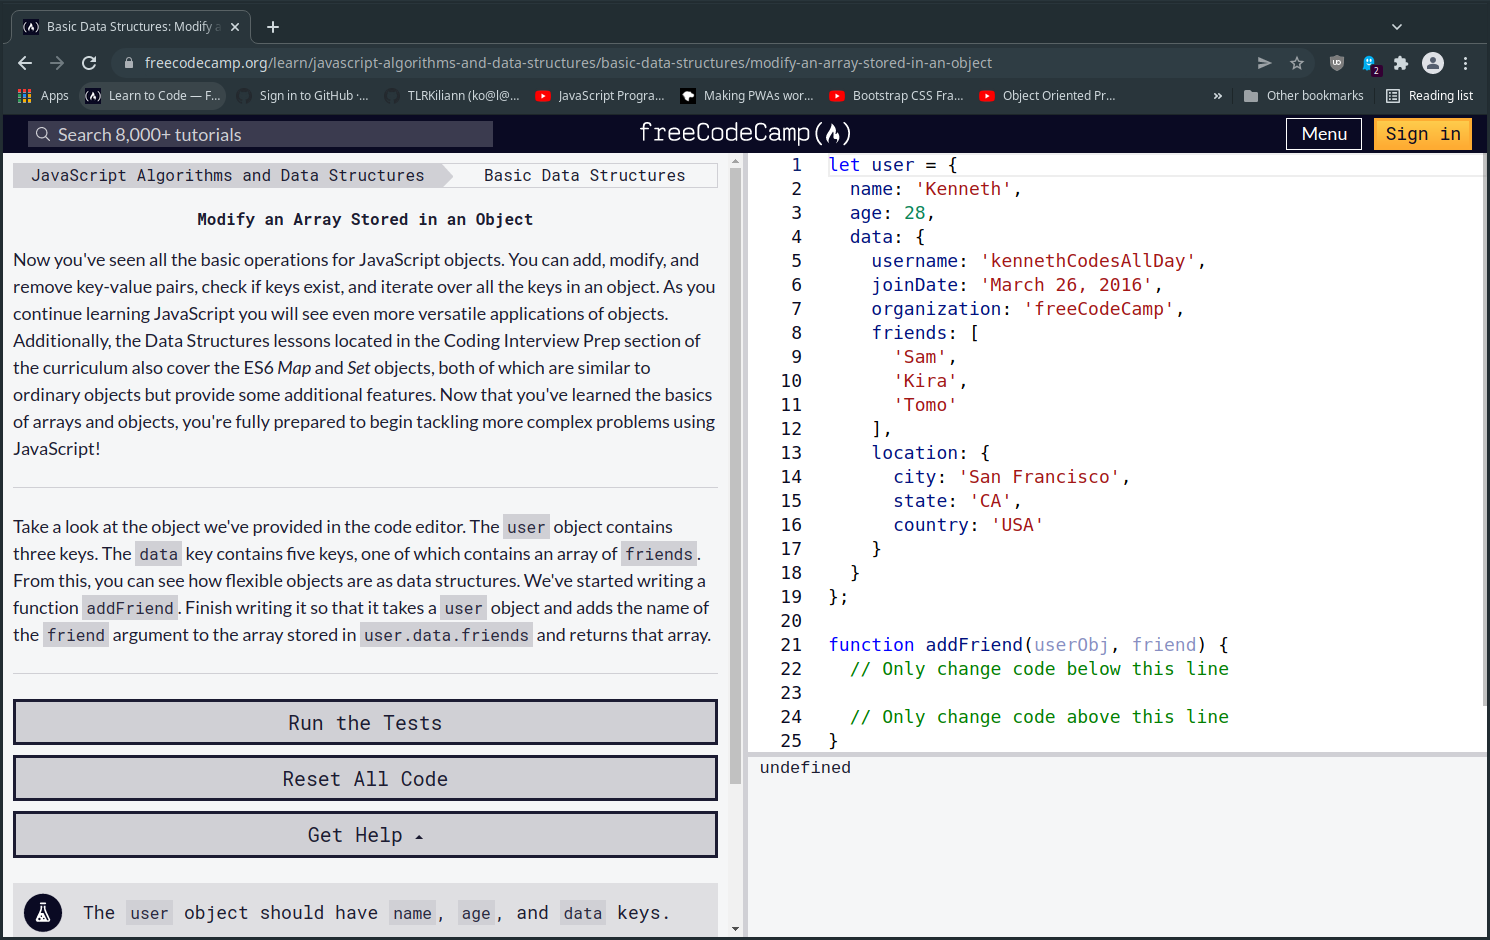 Basic Data Structures: Modify a
freecodecamp.org/learn/javascript-algorithms-and-data-structures/basic-data-structures/modify-an-array-stored-in-an-object
UD
2
Apps
Learn to Code — F...
Sign in to GitHub ·...
TLRKiliann (ko@l@...
JavaScript Progra...
Making PWAs wor...
Bootstrap CSS Fra...
Object Oriented Pr...
»
Other bookmarks
Reading list
Search 8,000+ tutorials
freeCodeCamp
Menu
Sign in
JavaScript Algorithms and Data Structures
Basic Data Structures
Modify an Array Stored in an Object
Now you've seen all the basic operations for JavaScript objects. You can add, modify, and
remove key-value pairs, check if keys exist, and iterate over all the keys in an object. As you
continue learning JavaScript you will see even more versatile applications of objects.
Additionally, the Data Structures lessons located in the Coding Interview Prep section of
the curriculum also cover the ES6 Map and Set objects, both of which are similar to
ordinary objects but provide some additional features. Now that you've learned the basics
of arrays and objects, you're fully prepared to begin tackling more complex problems using
JavaScript!
Take a look at the object we've provided in the code editor. The user object contains
three keys. The data key contains five keys, one of which contains an array of friends.
From this, you can see how flexible objects are as data structures. We've started writing a
function addFriend. Finish writing it so that it takes a user object and adds the name of
the friend argument to the array stored in user.data.friends and returns that array.
Run the Tests
Reset All Code
Get Help
The user object should have name, age, and data keys.
1 let user = {
2   name: 'Kenneth',
3   age: 28,
4   data: {
5     username: 'kennethCodesAllDay',
6     joinDate: 'March 26, 2016',
7     organization: 'freeCodeCamp',
8     friends: [
9       'Sam',
10       'Kira',
11       'Tomo'
12     ],
13     location: {
14       city: 'San Francisco',
15       state: 'CA',
16       country: 'USA'
17     }
18   }
19 };
20
21 function addFriend(userObj, friend) {
22   // Only change code below this line
23
24   // Only change code above this line
25 }
undefined